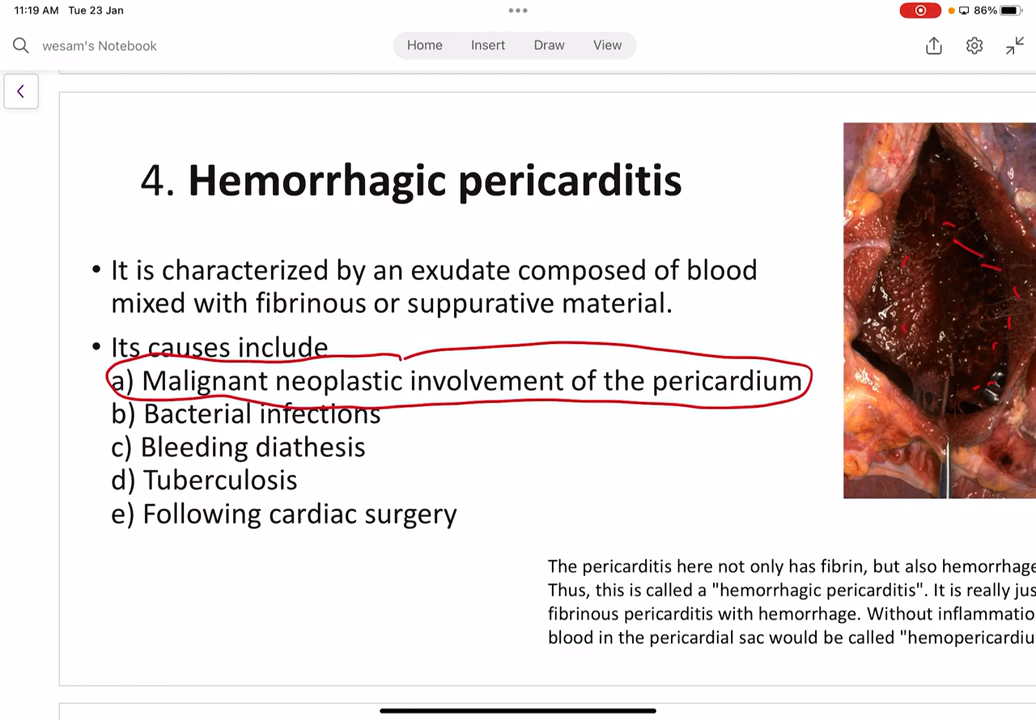 11:19 AM Tue 23 Jan
86%
wesam's Notebook
Home Insert Draw View
4. Hemorrhagic pericarditis
• It is characterized by an exudate composed of blood
mixed with fibrinous or suppurative material.
• Its causes include
a) Malignant neoplastic involvement of the pericardium
b) Bacterial infections
c) Bleeding diathesis
d) Tuberculosis
e) Following cardiac surgery
The pericarditis here not only has fibrin, but also hemorrhage
Thus, this is called a "hemorrhagic pericarditis". It is really jus
fibrinous pericarditis with hemorrhage. Without inflammatio
blood in the pericardial sac would be called "hemopericardiu